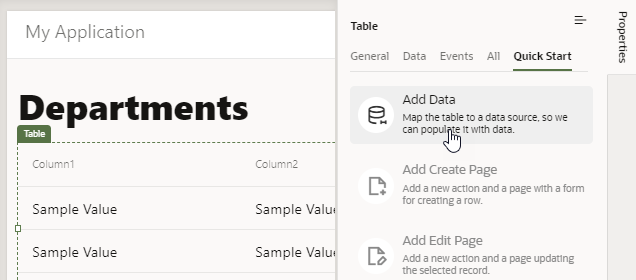 My Application
Departments
Table
Column1 Column2
Sample Value Sample Value
Sample Value Sample Value
Table
General Data Events All Quick Start
Add Data
Map the table to a data source, so we
can populate it with data.
Add Create Page
Add a new action and a page with a form
for creating a row.
Add Edit Page
Add a new action and a page updating
the selected record.
Properties